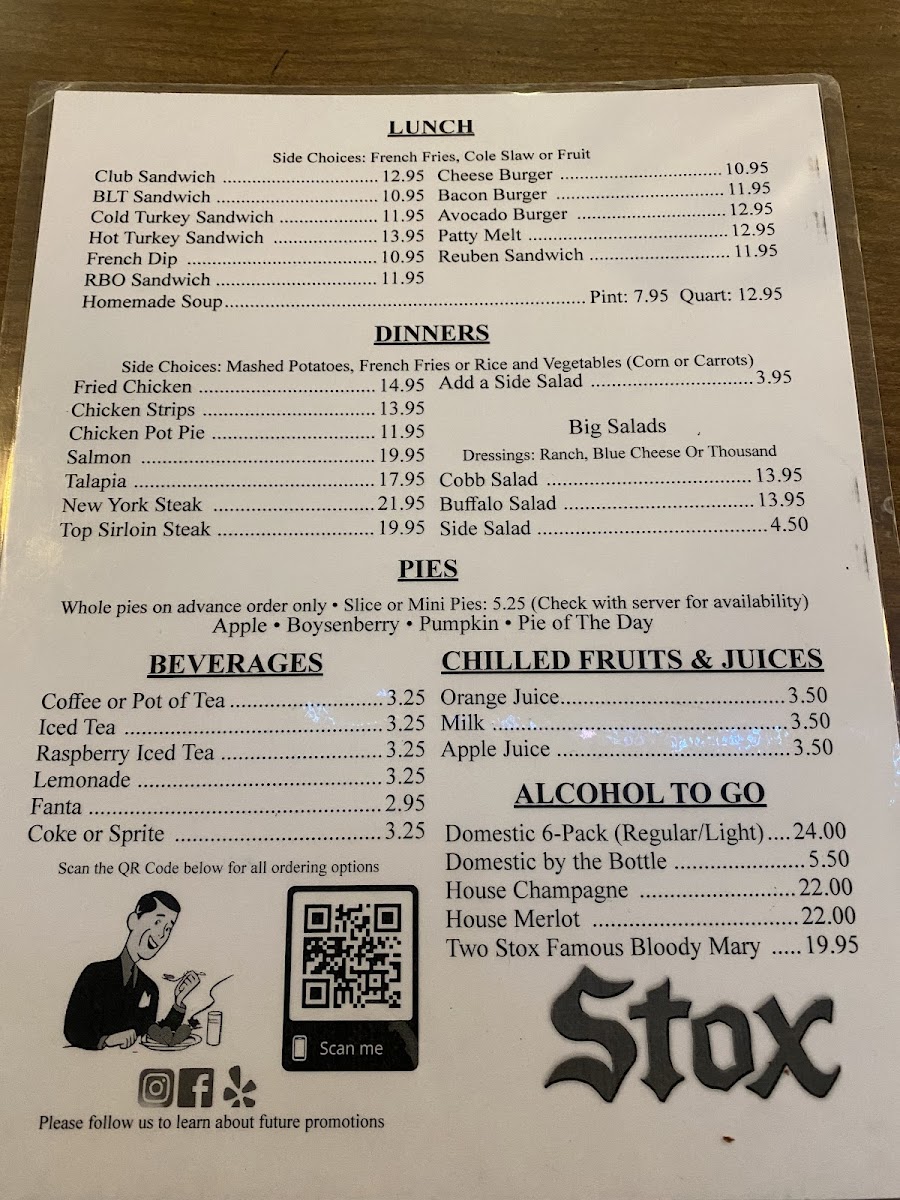 LUNCH
Side Choices: French Fries, Cole Slaw or Fruit
Club Sandwich ................................ 12.95 Cheese Burger ................................ 10.95
BLT Sandwich ................................ 10.95 Bacon Burger ................................ 11.95
Cold Turkey Sandwich .................... 11.95 Avocado Burger ............................. 12.95
Hot Turkey Sandwich ..................... 13.95 Patty Melt ....................................... 12.95
French Dip ..................................... 10.95 Reuben Sandwich ........................... 11.95
RBO Sandwich ................................ 11.95
Homemade Soup........................................................................ Pint: 7.95 Quart: 12.95
DINNERS
Side Choices: Mashed Potatoes, French Fries or Rice and Vegetables (Corn or Carrots)
Fried Chicken ................................ 14.95 Add a Side Salad ................................ 3.95
Chicken Strips ................................ 13.95
Chicken Pot Pie .............................. 11.95
Big Salads
Dressings: Ranch, Blue Cheese Or Thousand
Salmon .......................................... 19.95
Talapia ........................................... 17.95 Cobb Salad ..................................... 13.95
New York Steak .............................. 21.95 Buffalo Salad .................................. 13.95
Top Sirloin Steak ............................ 19.95 Side Salad ........................................ 4.50
PIES
Whole pies on advance order only • Slice or Mini Pies: 5.25 (Check with server for availability)
Apple • Boysenberry • Pumpkin • Pie of The Day
BEVERAGES
Coffee or Pot of Tea ........................... 3.25
Iced Tea ............................................. 3.25
Raspberry Iced Tea ............................ 3.25
Lemonade .......................................... 3.25
Fanta .................................................. 2.95
Coke or Sprite .................................... 3.25
Scan the QR Code below for all ordering options
Scan me
Please follow us to learn about future promotions
CHILLED FRUITS & JUICES
Orange Juice....................................... 3.50
Milk .................................................... 3.50
Apple Juice ......................................... 3.50
ALCOHOL TO GO
Domestic 6-Pack (Regular/Light).... 24.00
Domestic by the Bottle ....................... 5.50
House Champagne ........................... 22.00
House Merlot ................................... 22.00
Two Stox Famous Bloody Mary ..... 19.95
Stox